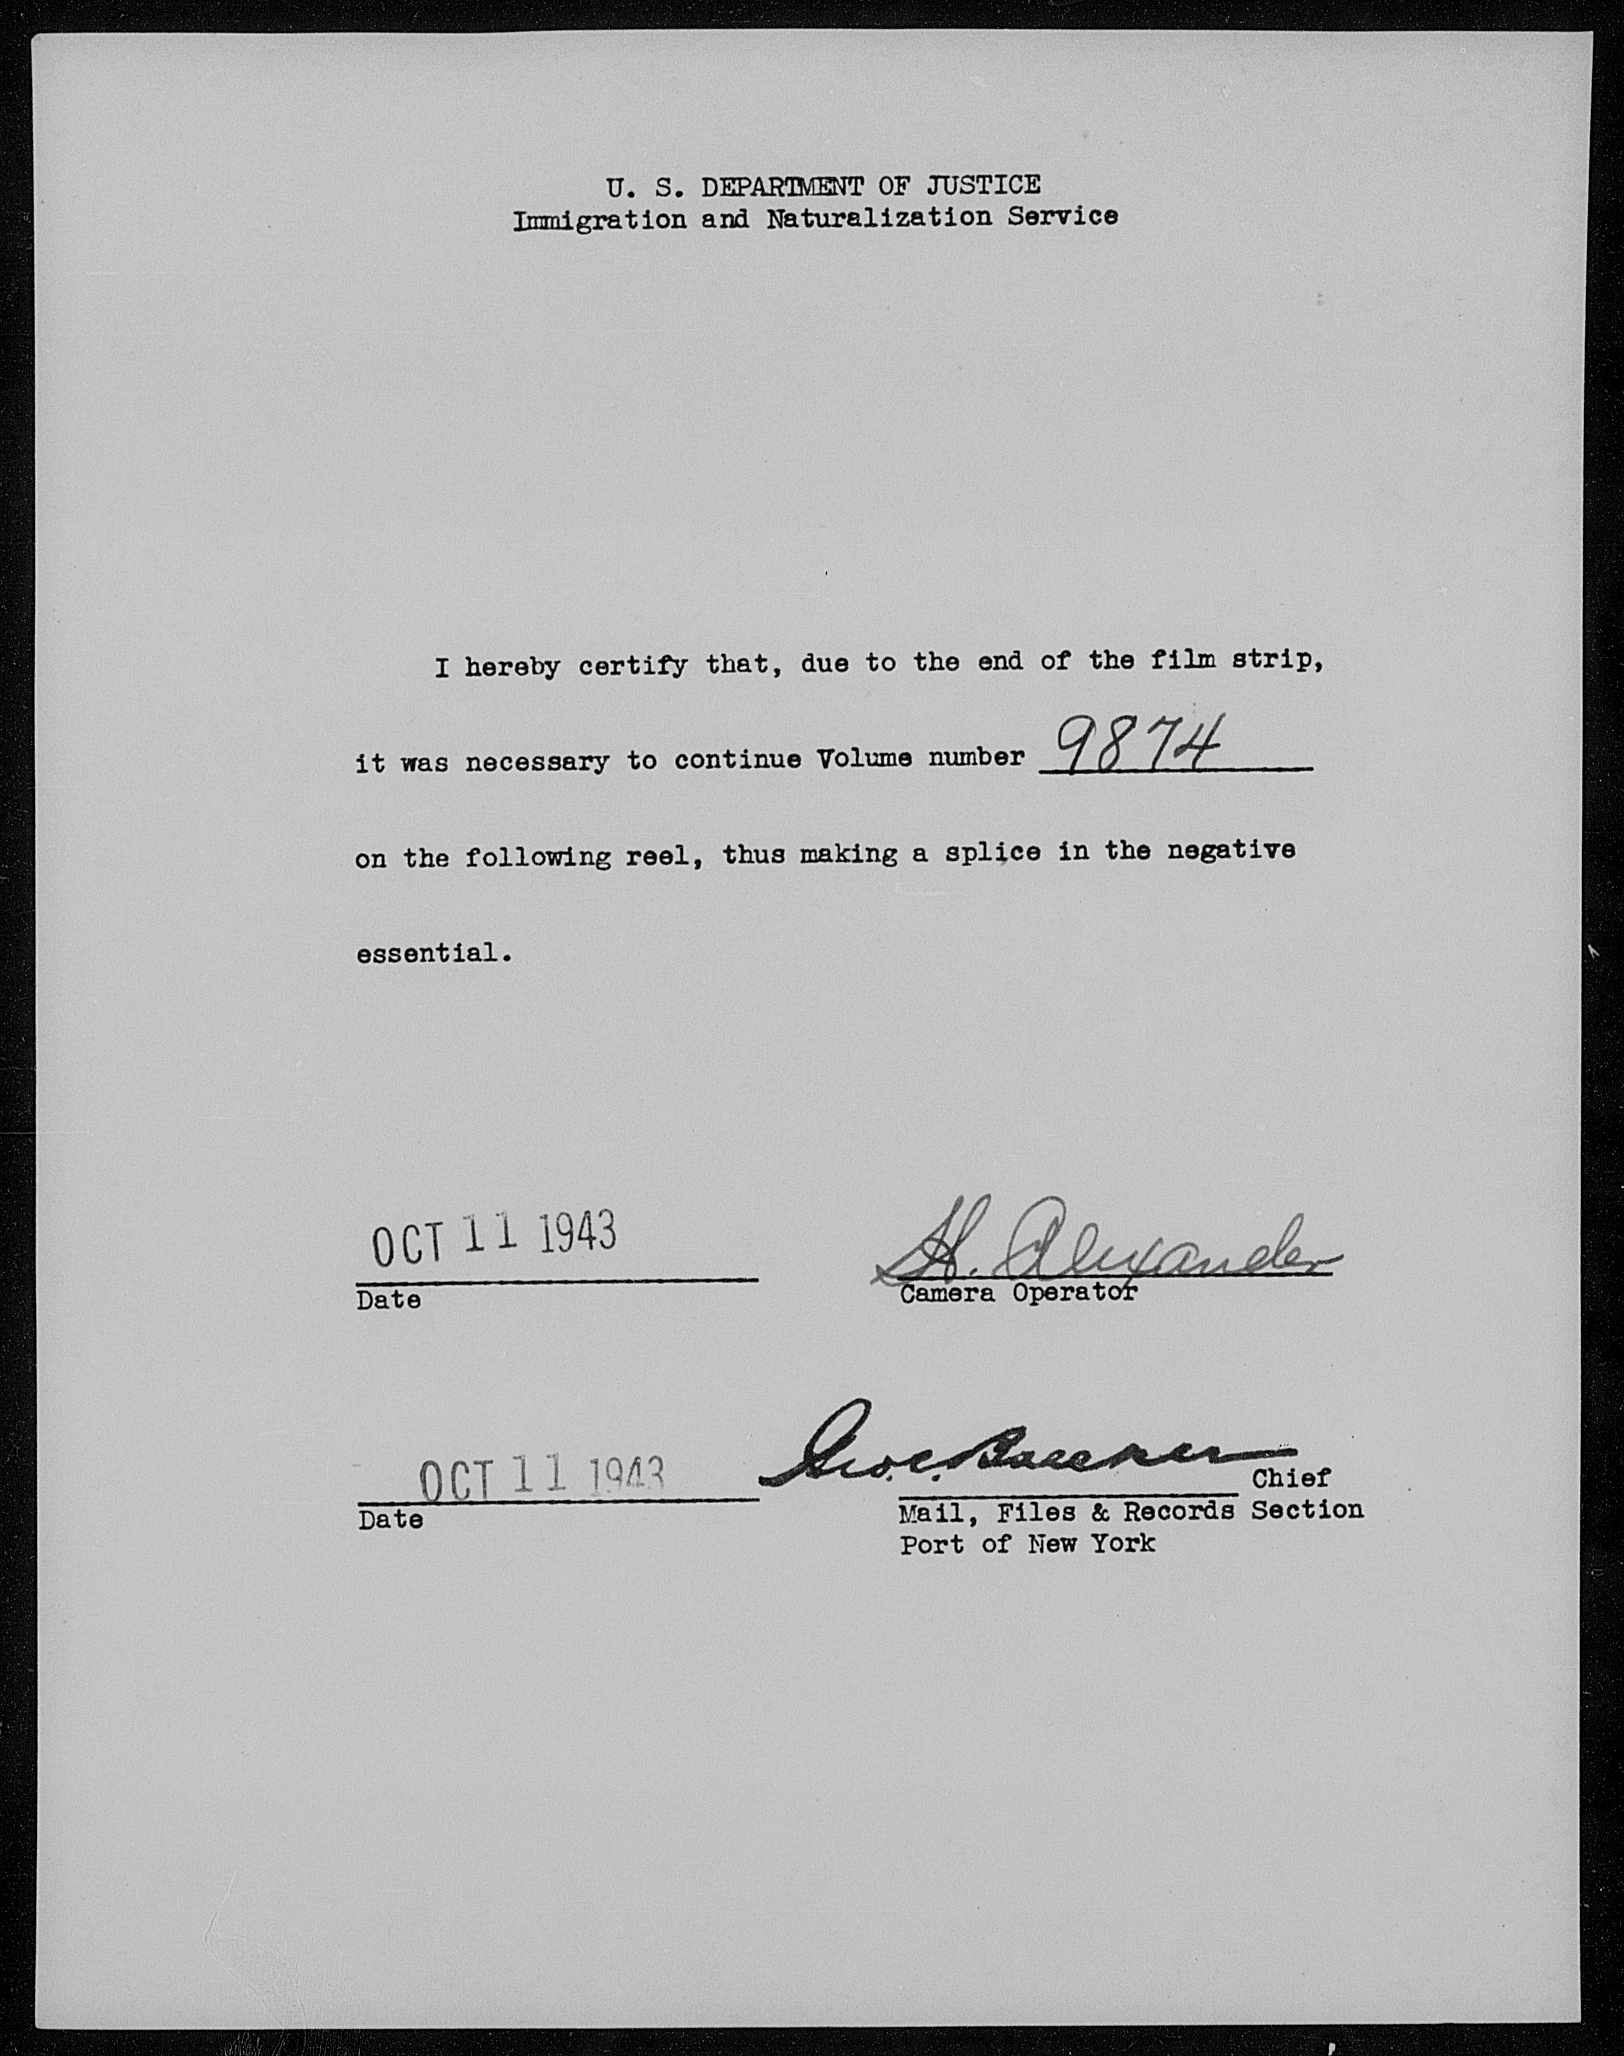 U. S. DEPARTMENT OF JUSTICE
Immigration and Naturalization Service
I hereby certify that, due to the end of the film strip,
it was necessary to continue Volume number 9874
on the following reel, thus making a splice in the negative
essential.
OCT 11 1943
H. Alexander
Date
Camera Operator
OCT 11 1943
Geo. C.
Chief
Date
Mail, Files & Records Section
Port of New York